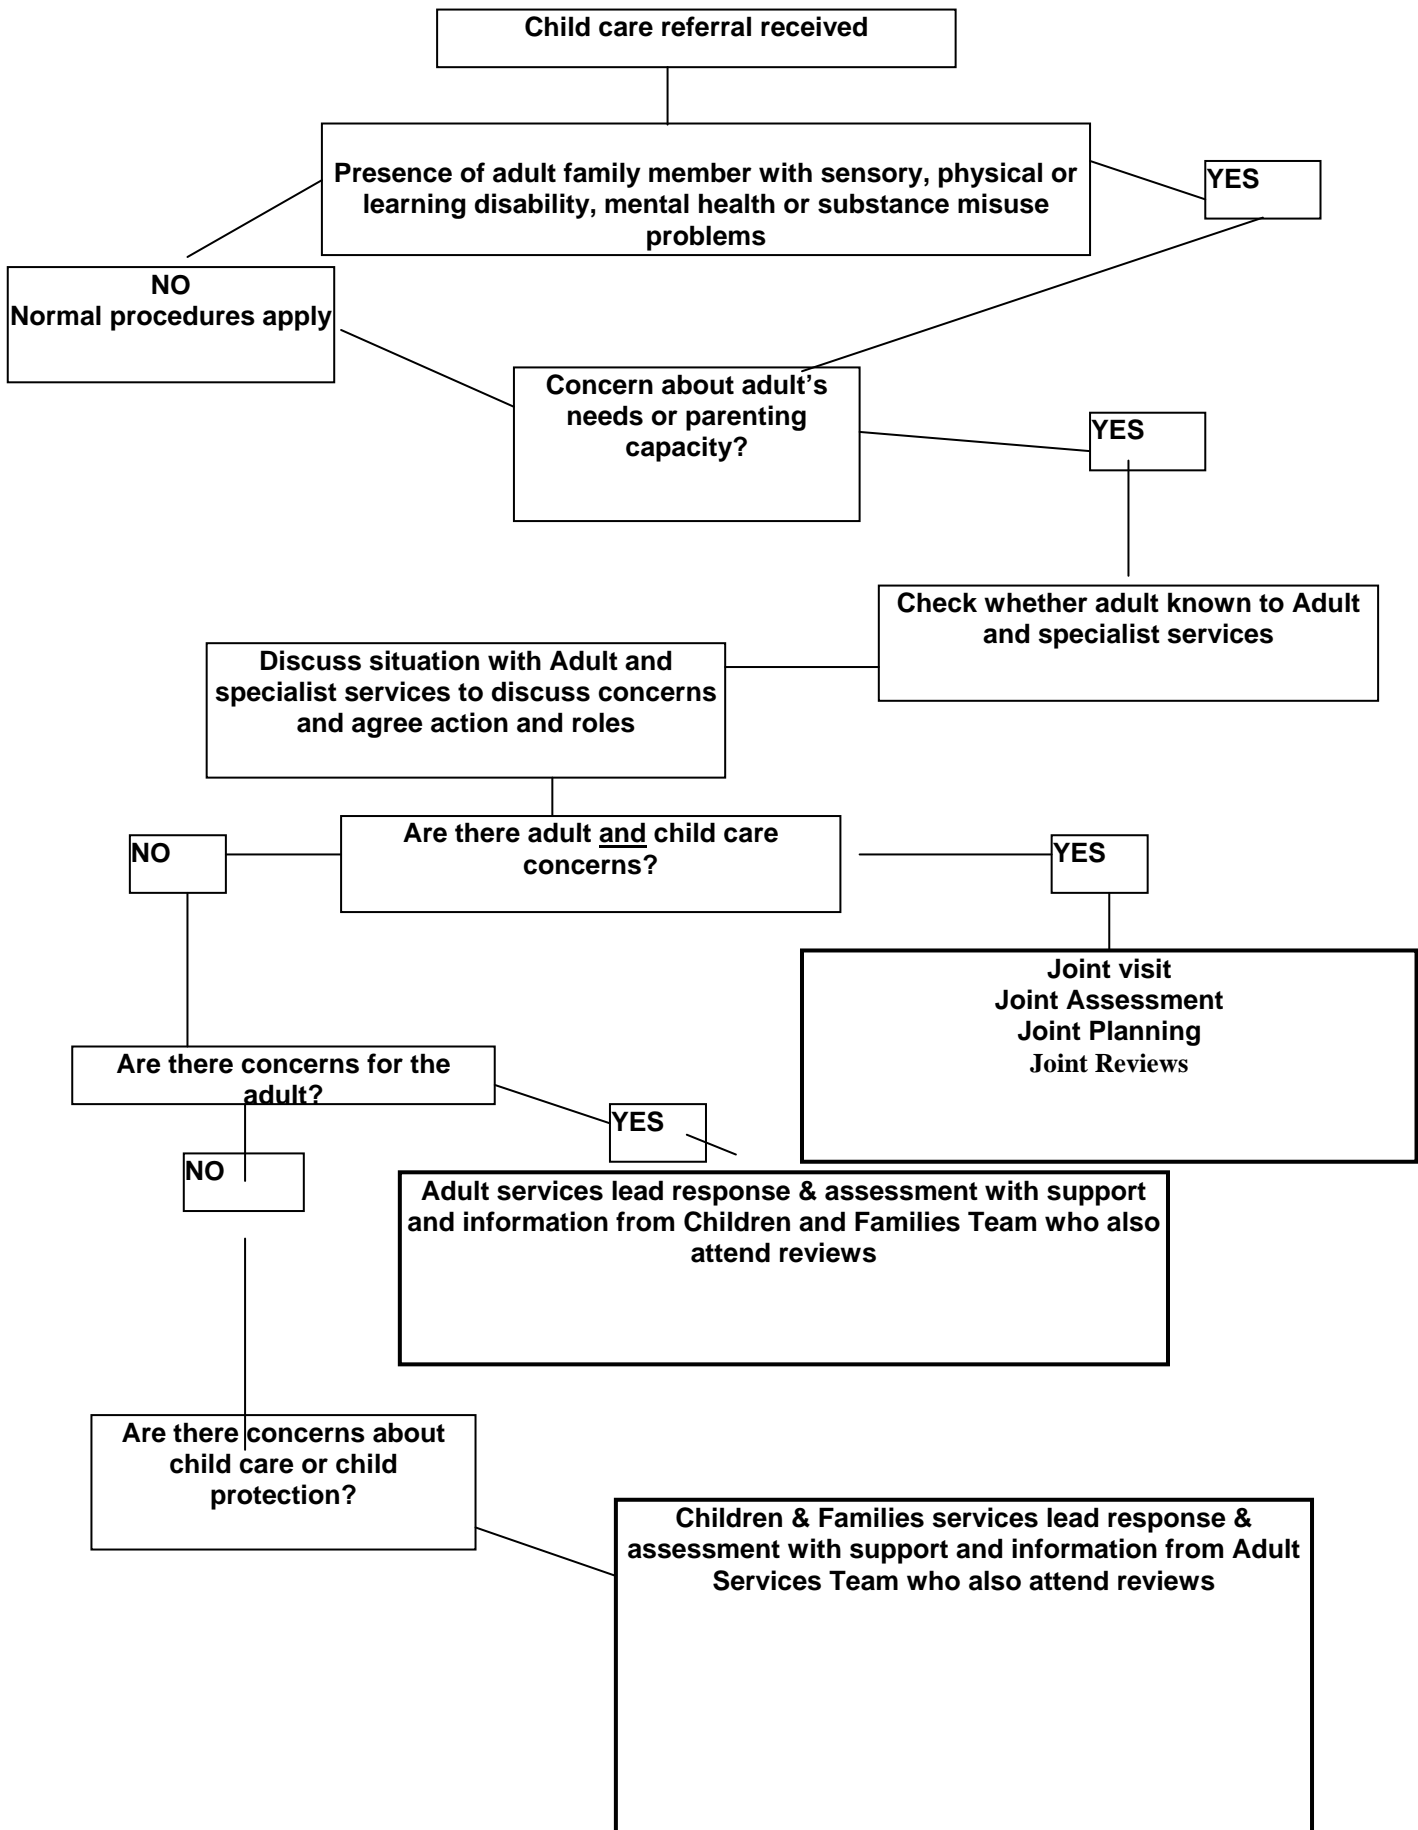 Child care referral received
Presence of adult family member with sensory, physical or
learning disability, mental health or substance misuse
problems
YES
NO
Normal procedures apply
Concern about adult’s
needs or parenting
capacity?
YES
Check whether adult known to Adult
and specialist services
Discuss situation with Adult and
specialist services to discuss concerns
and agree action and roles
Are there adult and child care
concerns?
NO
YES
Joint visit
Joint Assessment
Joint Planning
Joint Reviews
Are there concerns for the
adult?
YES
NO
Adult services lead response & assessment with support
and information from Children and Families Team who also
attend reviews
Are there concerns about
child care or child
protection?
Children & Families services lead response &
assessment with support and information from Adult
Services Team who also attend reviews